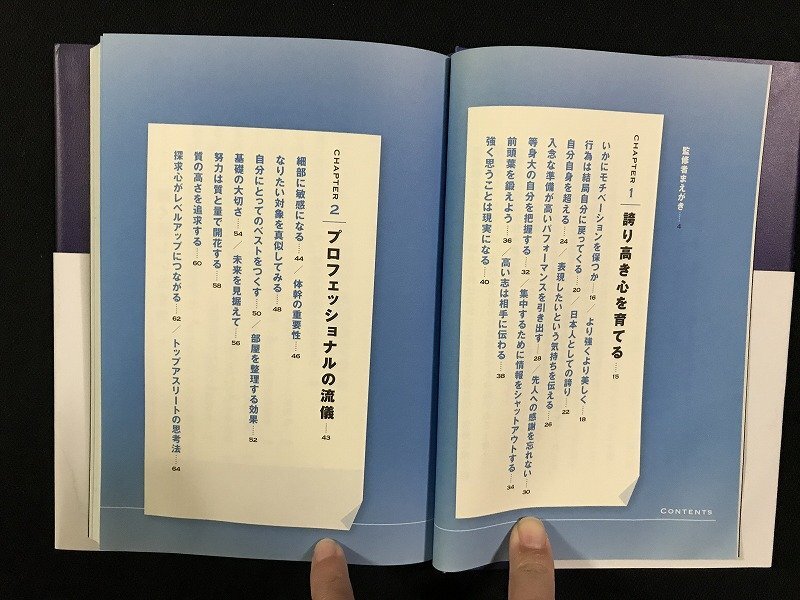 監修者まえがき……4
CHAPTER 1 誇り高き心を育てる……15
いかにモチベーションを保つか……16 ／ より強くより美しく……18
行為は結局自分に戻ってくる……20 ／ 日本人としての誇り……22
自分自身を超える……24 ／ 表現したいという気持ちを伝える……26
入念な準備が高いパフォーマンスを引き出す……28 ／ 先人への感謝を忘れない……30
等身大の自分を把握する……32 ／ 集中するために情報をシャットアウトする……34
前頭葉を鍛えよう……36 ／ 高い志は相手に伝わる……38
強く思うことは現実になる……40
CONTENTS
CHAPTER 2 プロフェッショナルの流儀……43
細部に敏感になる……44 ／ 体幹の重要性……46
なりたい対象を真似してみる……48
自分にとってのベストをつくす……50 ／ 部屋を整理する効果……52
基礎の大切さ……54 ／ 未来を見据えて……56
努力は質と量で開花する……58
質の高さを追求する……60
探求心がレベルアップにつながる……62 ／ トップアスリートの思考法……64